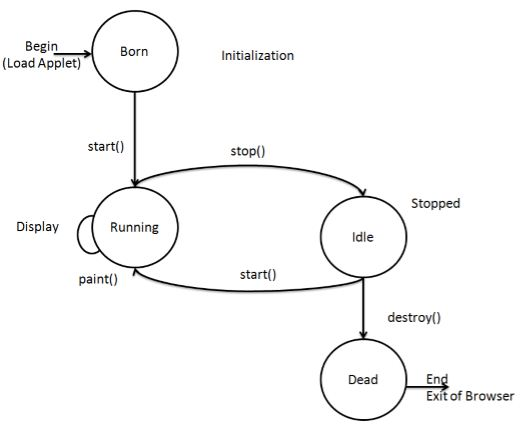 Begin
(Load Applet)
Born
Initialization
start()
stop()
Stopped
Display
Running
Idle
paint()
start()
destroy()
Dead
End
Exit of Browser